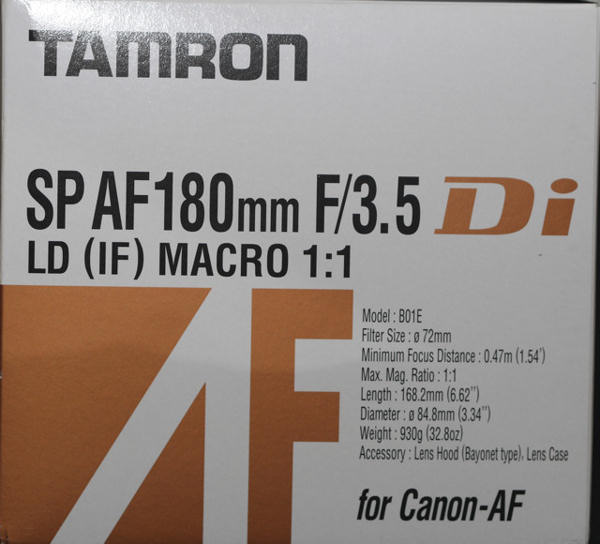 TAMRON
SP AF180mm F/3.5 Di
LD (IF) MACRO 1:1
AF
Model : B01E
Filter Size : ø 72mm
Minimum Focus Distance : 0.47m (1.54')
Max. Mag. Ratio : 1:1
Length : 168.2mm (6.62'')
Diameter : ø 84.8mm (3.34'')
Weight : 930g (32.8oz)
Accessory : Lens Hood (Bayonet type), Lens Case
for Canon-AF